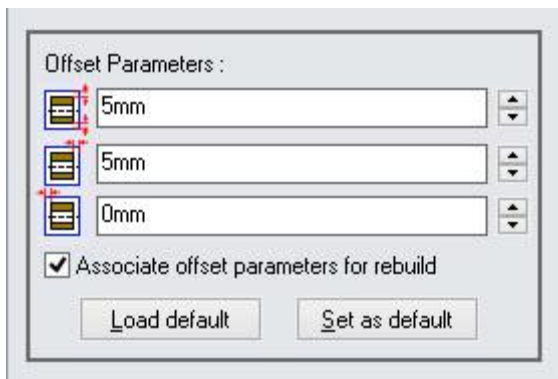 Offset Parameters :
5mm
5mm
0mm
Associate offset parameters for rebuild
Load default
Set as default